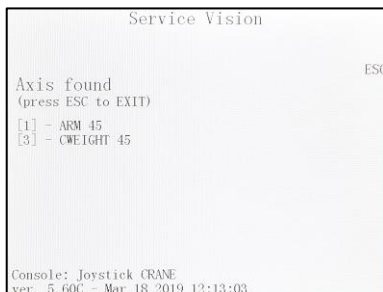 Service Vision
ESC
Axis found
(press ESC to EXIT)
[1] - ARM 45
[3] - CWEIGHT 45
Console: Joystick CRANE
ver. 5.60C - Mar 18 2019 12:13:03